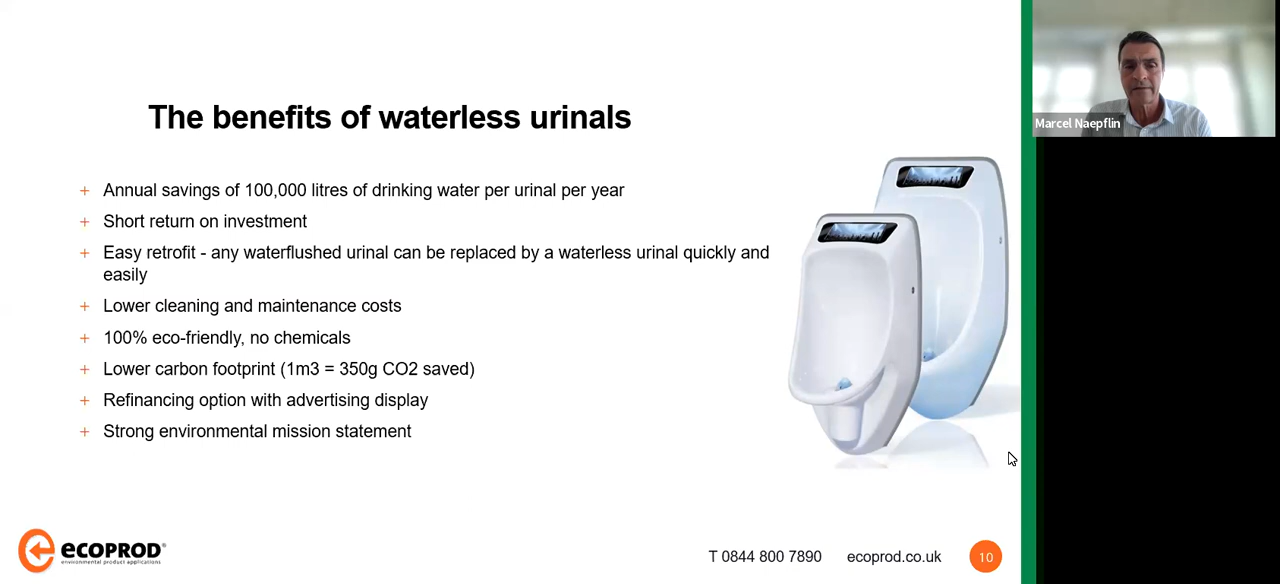 The benefits of waterless urinals
+ Annual savings of 100,000 litres of drinking water per urinal per year
+ Short return on investment
+ Easy retrofit - any waterflushed urinal can be replaced by a waterless urinal quickly and
easily
+ Lower cleaning and maintenance costs
+ 100% eco-friendly, no chemicals
+ Lower carbon footprint (1m3 = 350g CO2 saved)
+ Refinancing option with advertising display
+ Strong environmental mission statement
Marcel Naepflin
ECOPROD®
environmental product applications
T 0844 800 7890 ecoprod.co.uk 10